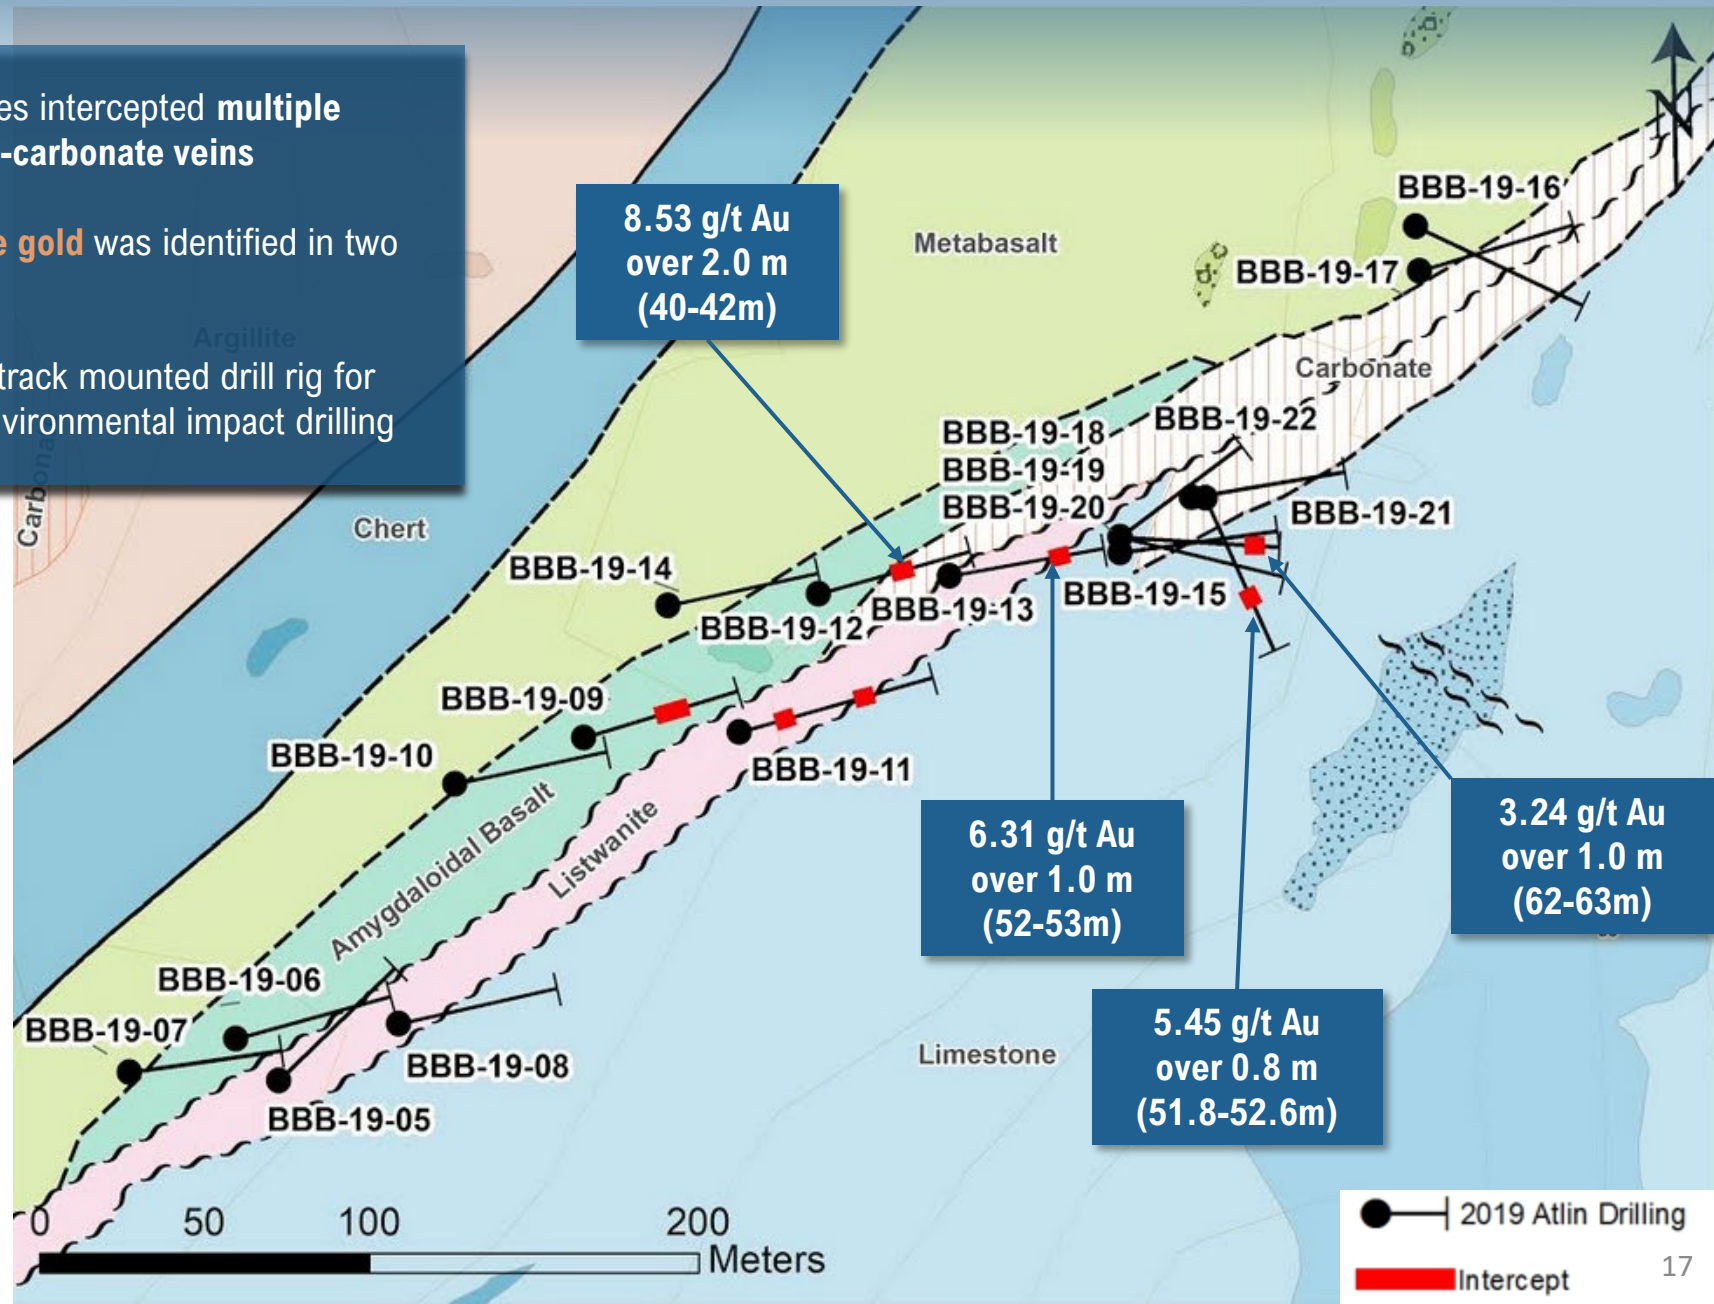 es intercepted multiple
-carbonate veins
e gold was identified in two
track mounted drill rig for
vironmental impact drilling
Argillite
Carbona
Chert
Metabasalt
8.53 g/t Au
over 2.0 m
(40-42m)
N
BBB-19-16
BBB-19-17
Carbonate
BBB-19-18
BBB-19-19
BBB-19-20
BBB-19-22
BBB-19-21
BBB-19-14
BBB-19-12
BBB-19-13
BBB-19-15
BBB-19-09
BBB-19-10
BBB-19-11
Amygdaloidal Basalt
Listwanite
6.31 g/t Au
over 1.0 m
(52-53m)
3.24 g/t Au
over 1.0 m
(62-63m)
5.45 g/t Au
over 0.8 m
(51.8-52.6m)
BBB-19-06
BBB-19-07
BBB-19-08
BBB-19-05
Limestone
0 50 100 200
Meters
2019 Atlin Drilling
Intercept
17